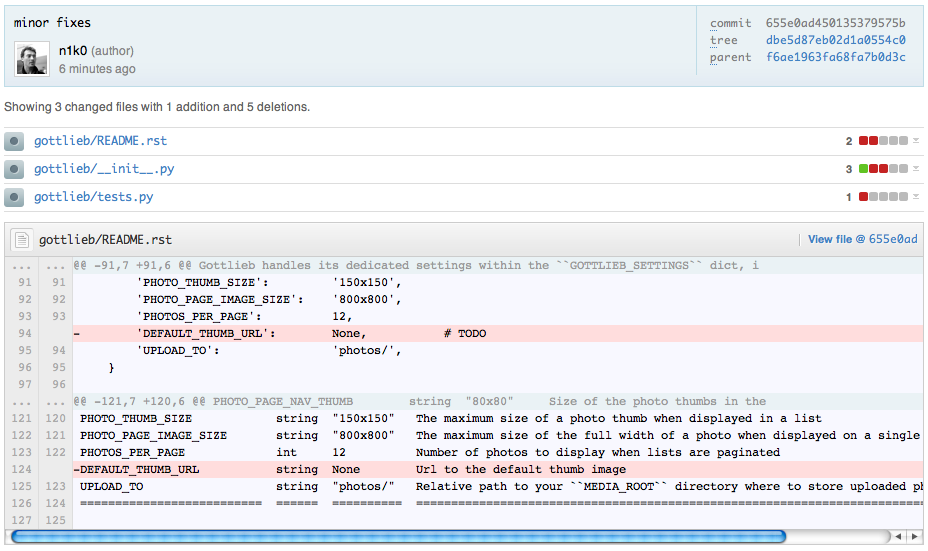 minor fixes
n1k0 (author)
6 minutes ago
commit 655e0ad450135379575b
tree dbe5d87eb02d1a0554c0
parent f6ae1963fa68fa7b0d3c
Showing 3 changed files with 1 addition and 5 deletions.
gottlieb/README.rst 2
gottlieb/__init__.py 3
gottlieb/tests.py 1
gottlieb/README.rst | View file @ 655e0ad
... ... @@ -91,7 +91,6 @@ Gottlieb handles its dedicated settings within the ``GOTTLIEB_SETTINGS`` dict, i
91 91 'PHOTO_THUMB_SIZE': '150x150',
92 92 'PHOTO_PAGE_IMAGE_SIZE': '800x800',
93 93 'PHOTOS_PER_PAGE': 12,
94 - 'DEFAULT_THUMB_URL': None, # TODO
95 94 'UPLOAD_TO': 'photos/',
96 95 }
97 96
... ... @@ -121,7 +120,6 @@ PHOTO_PAGE_NAV_THUMB string "80x80" Size of the photo thumbs in the
121 120 PHOTO_THUMB_SIZE string "150x150" The maximum size of a photo thumb when displayed in a list
122 121 PHOTO_PAGE_IMAGE_SIZE string "800x800" The maximum size of the full width of a photo when displayed on a single
123 122 PHOTOS_PER_PAGE int 12 Number of photos to display when lists are paginated
124 -DEFAULT_THUMB_URL string None Url to the default thumb image
125 123 UPLOAD_TO string "photos/" Relative path to your ``MEDIA_ROOT`` directory where to store uploaded
126 124 ========================== ====== ========== =========================================================================
127 125